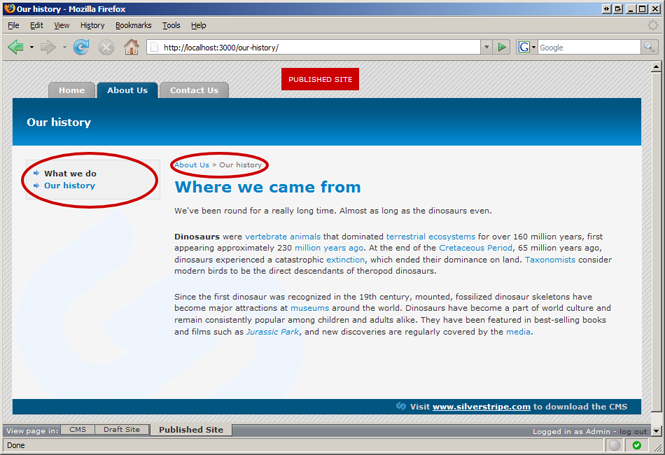 Our history - Mozilla Firefox
File Edit View History Bookmarks Tools Help
http://localhost:3000/our-history/
G Google
PUBLISHED SITE
Home About Us Contact Us
Our history
What we do
Our history
About Us » Our history
Where we came from
We've been round for a really long time. Almost as long as the dinosaurs even.
Dinosaurs were vertebrate animals that dominated terrestrial ecosystems for over 160 million years, first
appearing approximately 230 million years ago. At the end of the Cretaceous Period, 65 million years ago,
dinosaurs experienced a catastrophic extinction, which ended their dominance on land. Taxonomists consider
modern birds to be the direct descendants of theropod dinosaurs.
Since the first dinosaur was recognized in the 19th century, mounted, fossilized dinosaur skeletons have
become major attractions at museums around the world. Dinosaurs have become a part of world culture and
remain consistently popular among children and adults alike. They have been featured in best-selling books
and films such as Jurassic Park, and new discoveries are regularly covered by the media.
Visit www.silverstripe.com to download the CMS
View page in: CMS Draft Site Published Site
Logged in as Admin - log out
Done